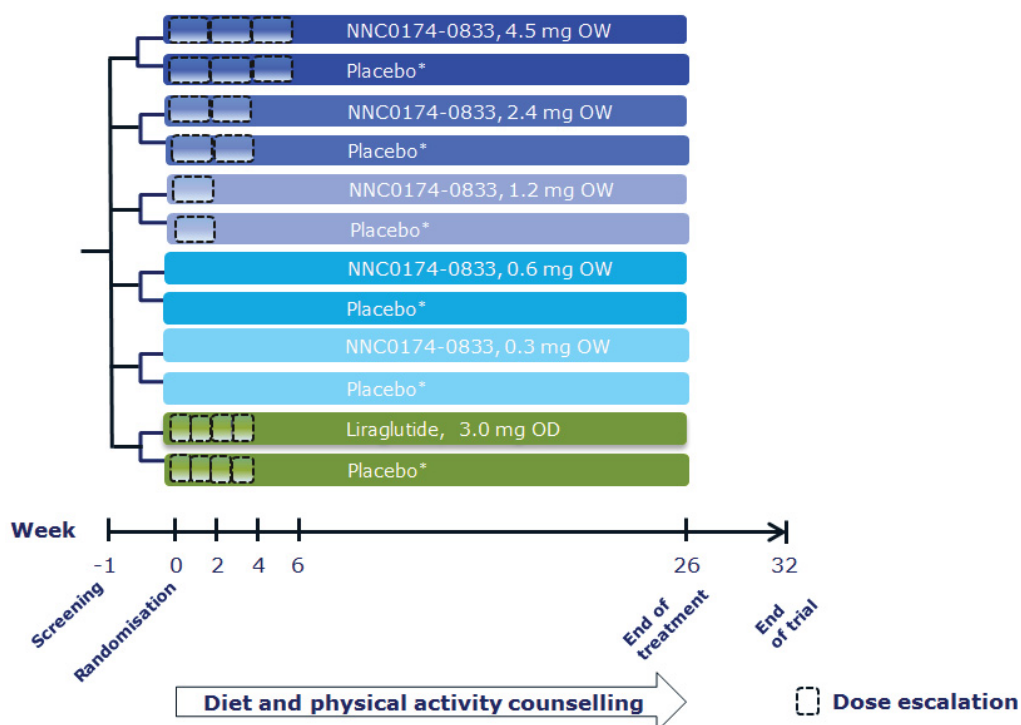 NNC0174-0833, 4.5 mg OW
Placebo*
NNC0174-0833, 2.4 mg OW
Placebo*
NNC0174-0833, 1.2 mg OW
Placebo*
NNC0174-0833, 0.6 mg OW
Placebo*
NNC0174-0833, 0.3 mg OW
Placebo*
Liraglutide, 3.0 mg OD
Placebo*
Week
-1 0 2 4 6 26 32
Screening
Randomisation
End of
treatment
End
of trial
Diet and physical activity counselling
Dose escalation